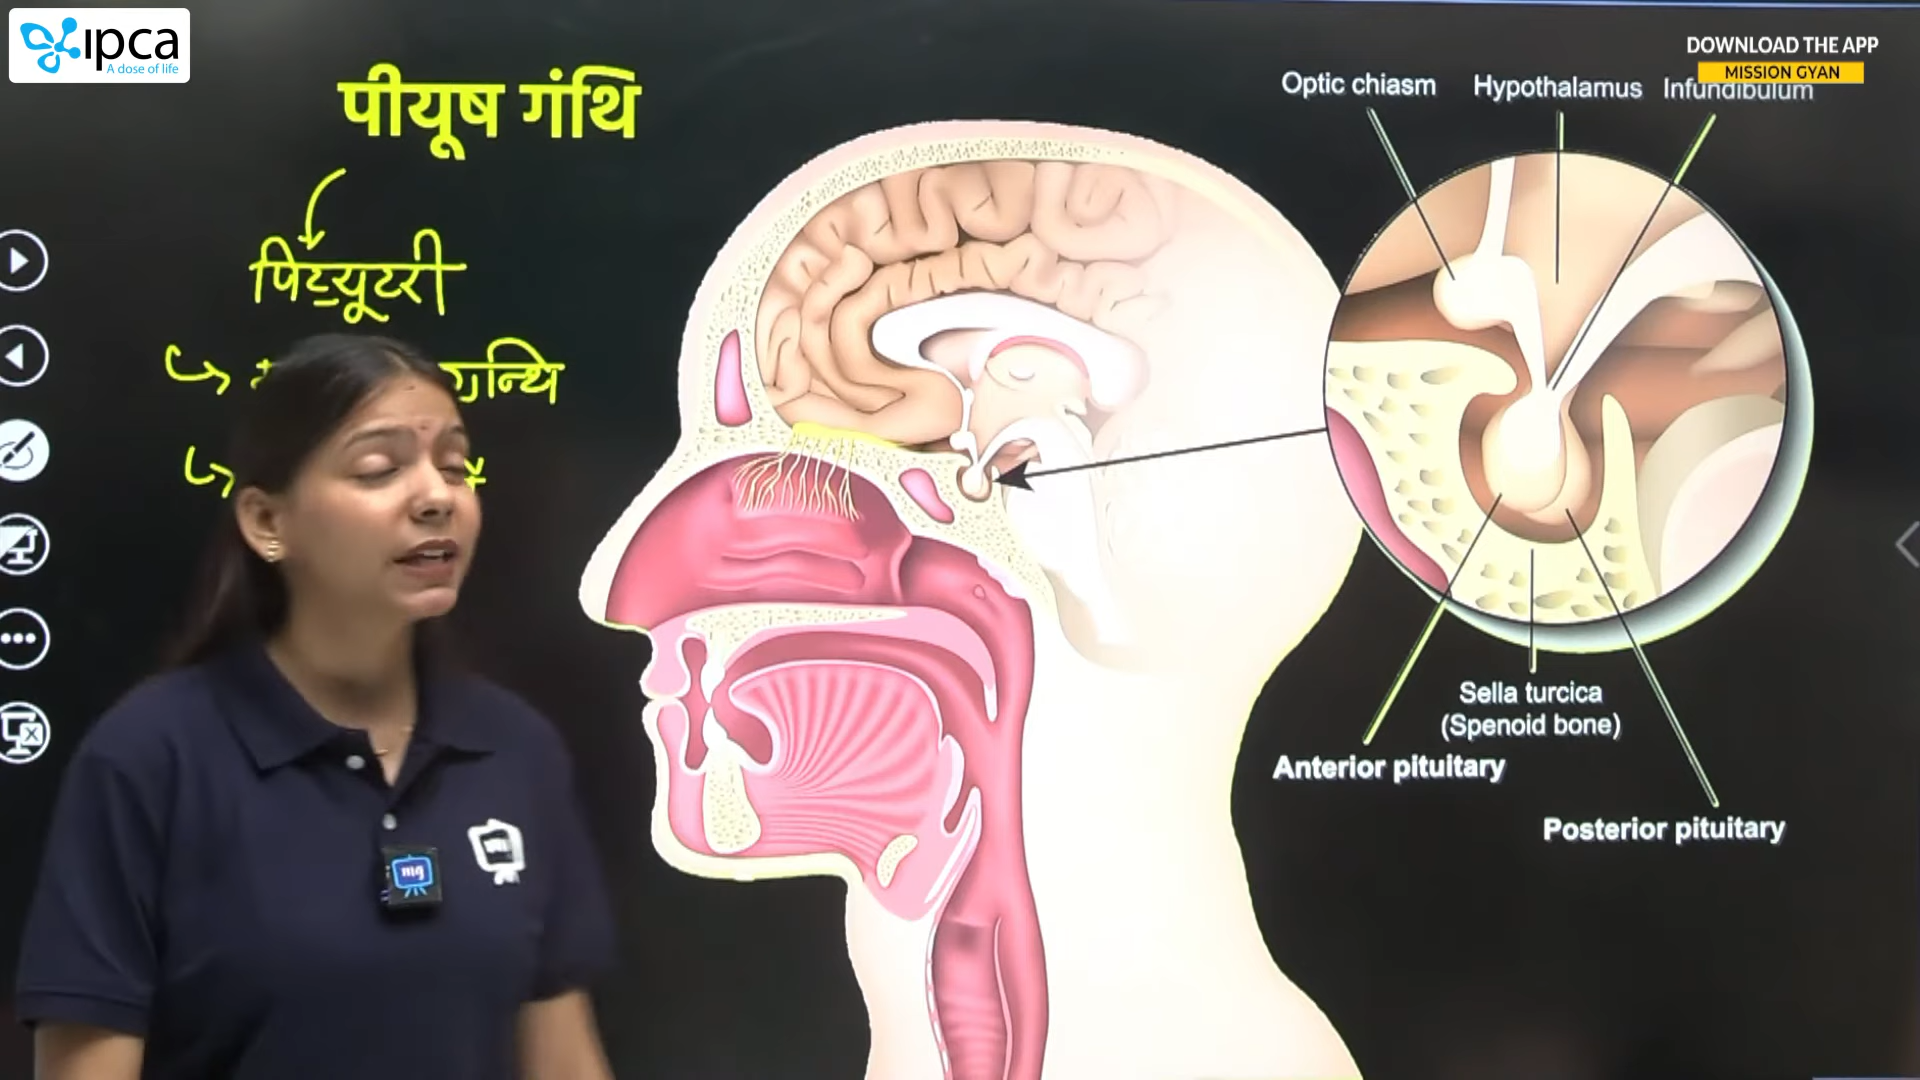 ipca
A dose of life
DOWNLOAD THE APP
MISSION GYAN
पीयूष गंथि
पिट्यूटरी
ग्रन्थि
Optic chiasm
Hypothalamus
Infundibulum
Sella turcica
(Spenoid bone)
Anterior pituitary
Posterior pituitary
mg